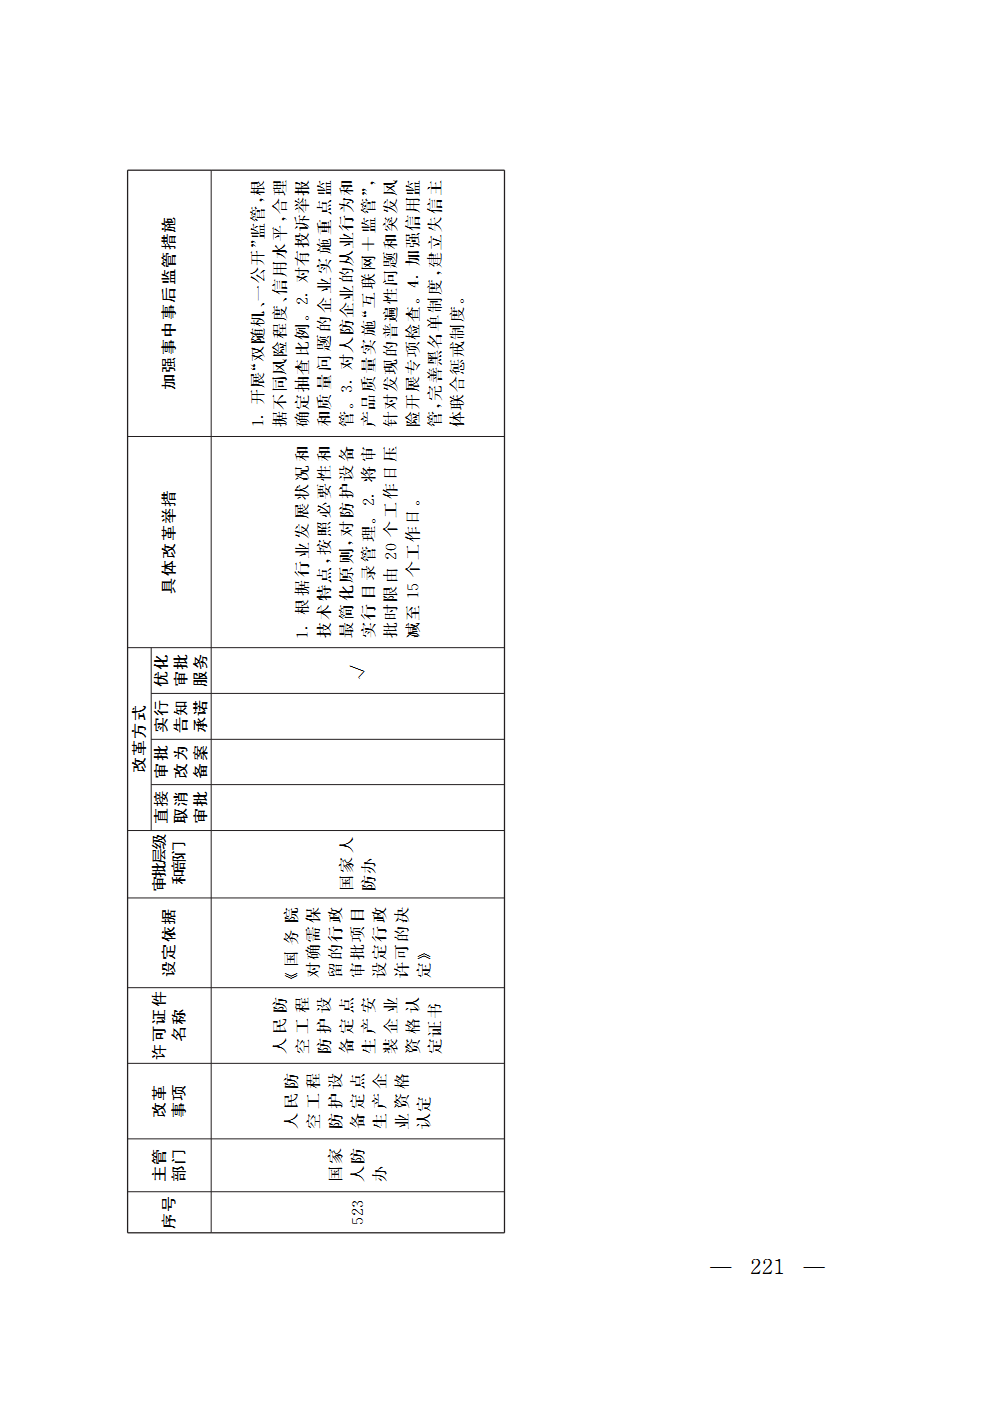 序号
主管
部门
改革
事项
许可证件
名称
设定依据
审批层级
和部门
改革方式
直接
取消
审批
审批
改为
备案
实行
告知
承诺
优化
审批
服务
具体改革举措
加强事中事后监管措施
523
国家
人防
办
人民防
空工程
防护设
备定点
生产企
业资格
认定
人民防
空工程
防护设
备定点
生产安
装企业
资格认
定证书
《国务院
对确需保
留的行政
审批项目
设定行政
许可的决
定》
国家人
防办
√
1. 根据行业发展状况和
技术特点,按照必要性和
最简化原则,对防护设备
实行目录管理。2. 将审
批时限由 20 个工作日压
减至 15 个工作日。
1. 开展“双随机、一公开”监管,根
据不同风险程度、信用水平,合理
确定抽查比例。2. 对有投诉举报
和质量问题的企业实施重点监
管。3. 对人防企业的从业行为和
产品质量实施“互联网＋监管”,
针对发现的普遍性问题和突发风
险开展专项检查。4. 加强信用监
管,完善黑名单制度,建立失信主
体联合惩戒制度。
— 221 —